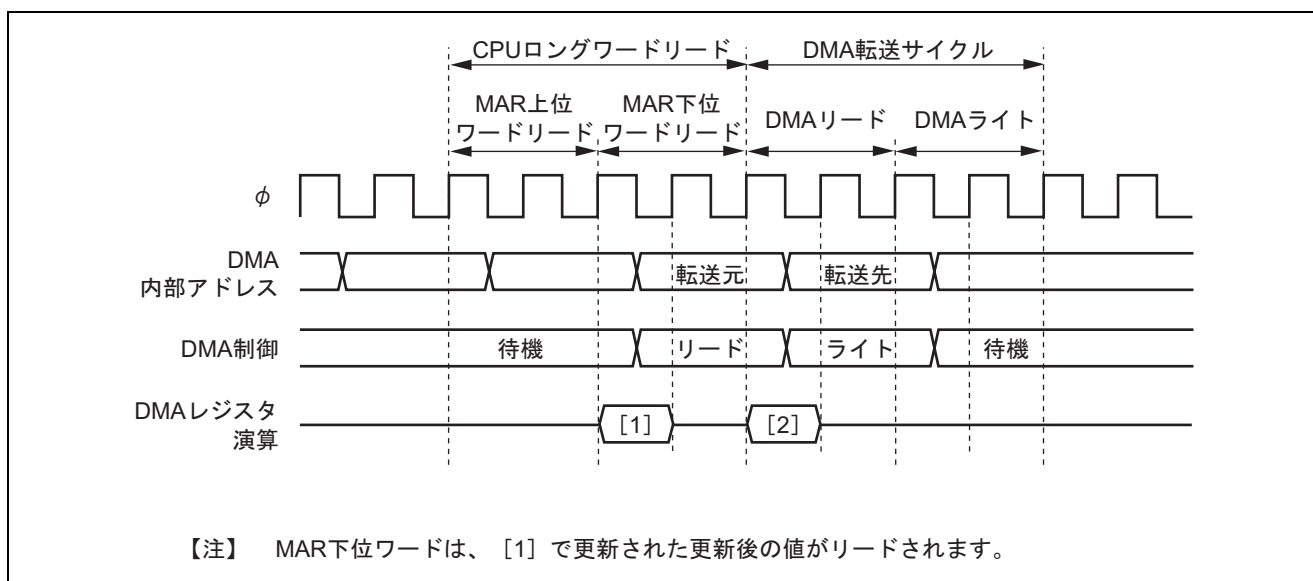 CPUロングワードリード DMA転送サイクル
MAR上位 MAR下位
ワードリード ワードリード DMAリード DMAライト
φ
DMA
内部アドレス 転送元 転送先
DMA制御 待機 リード ライト 待機
DMAレジスタ
演算 [1] [2]
【注】 MAR下位ワードは、[1]で更新された更新後の値がリードされます。